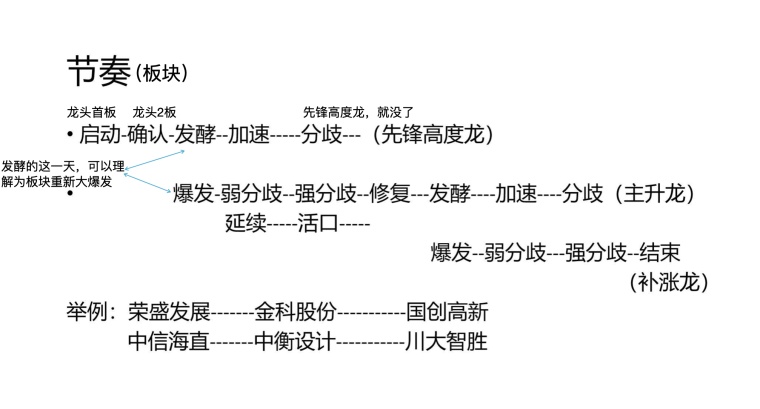 节奏(板块)
龙头首板 龙头2板 先锋高度龙，就没了
• 启动-确认-发酵--加速-----分歧---（先锋高度龙）
发酵的这一天，可以理
解为板块重新大爆发
爆发-弱分歧--强分歧--修复---发酵----加速----分歧（主升龙）
延续-----活口-----
爆发--弱分歧---强分歧--结束
（补涨龙）
举例：荣盛发展-------金科股份-----------国创高新
中信海直-------中衡设计-----------川大智胜